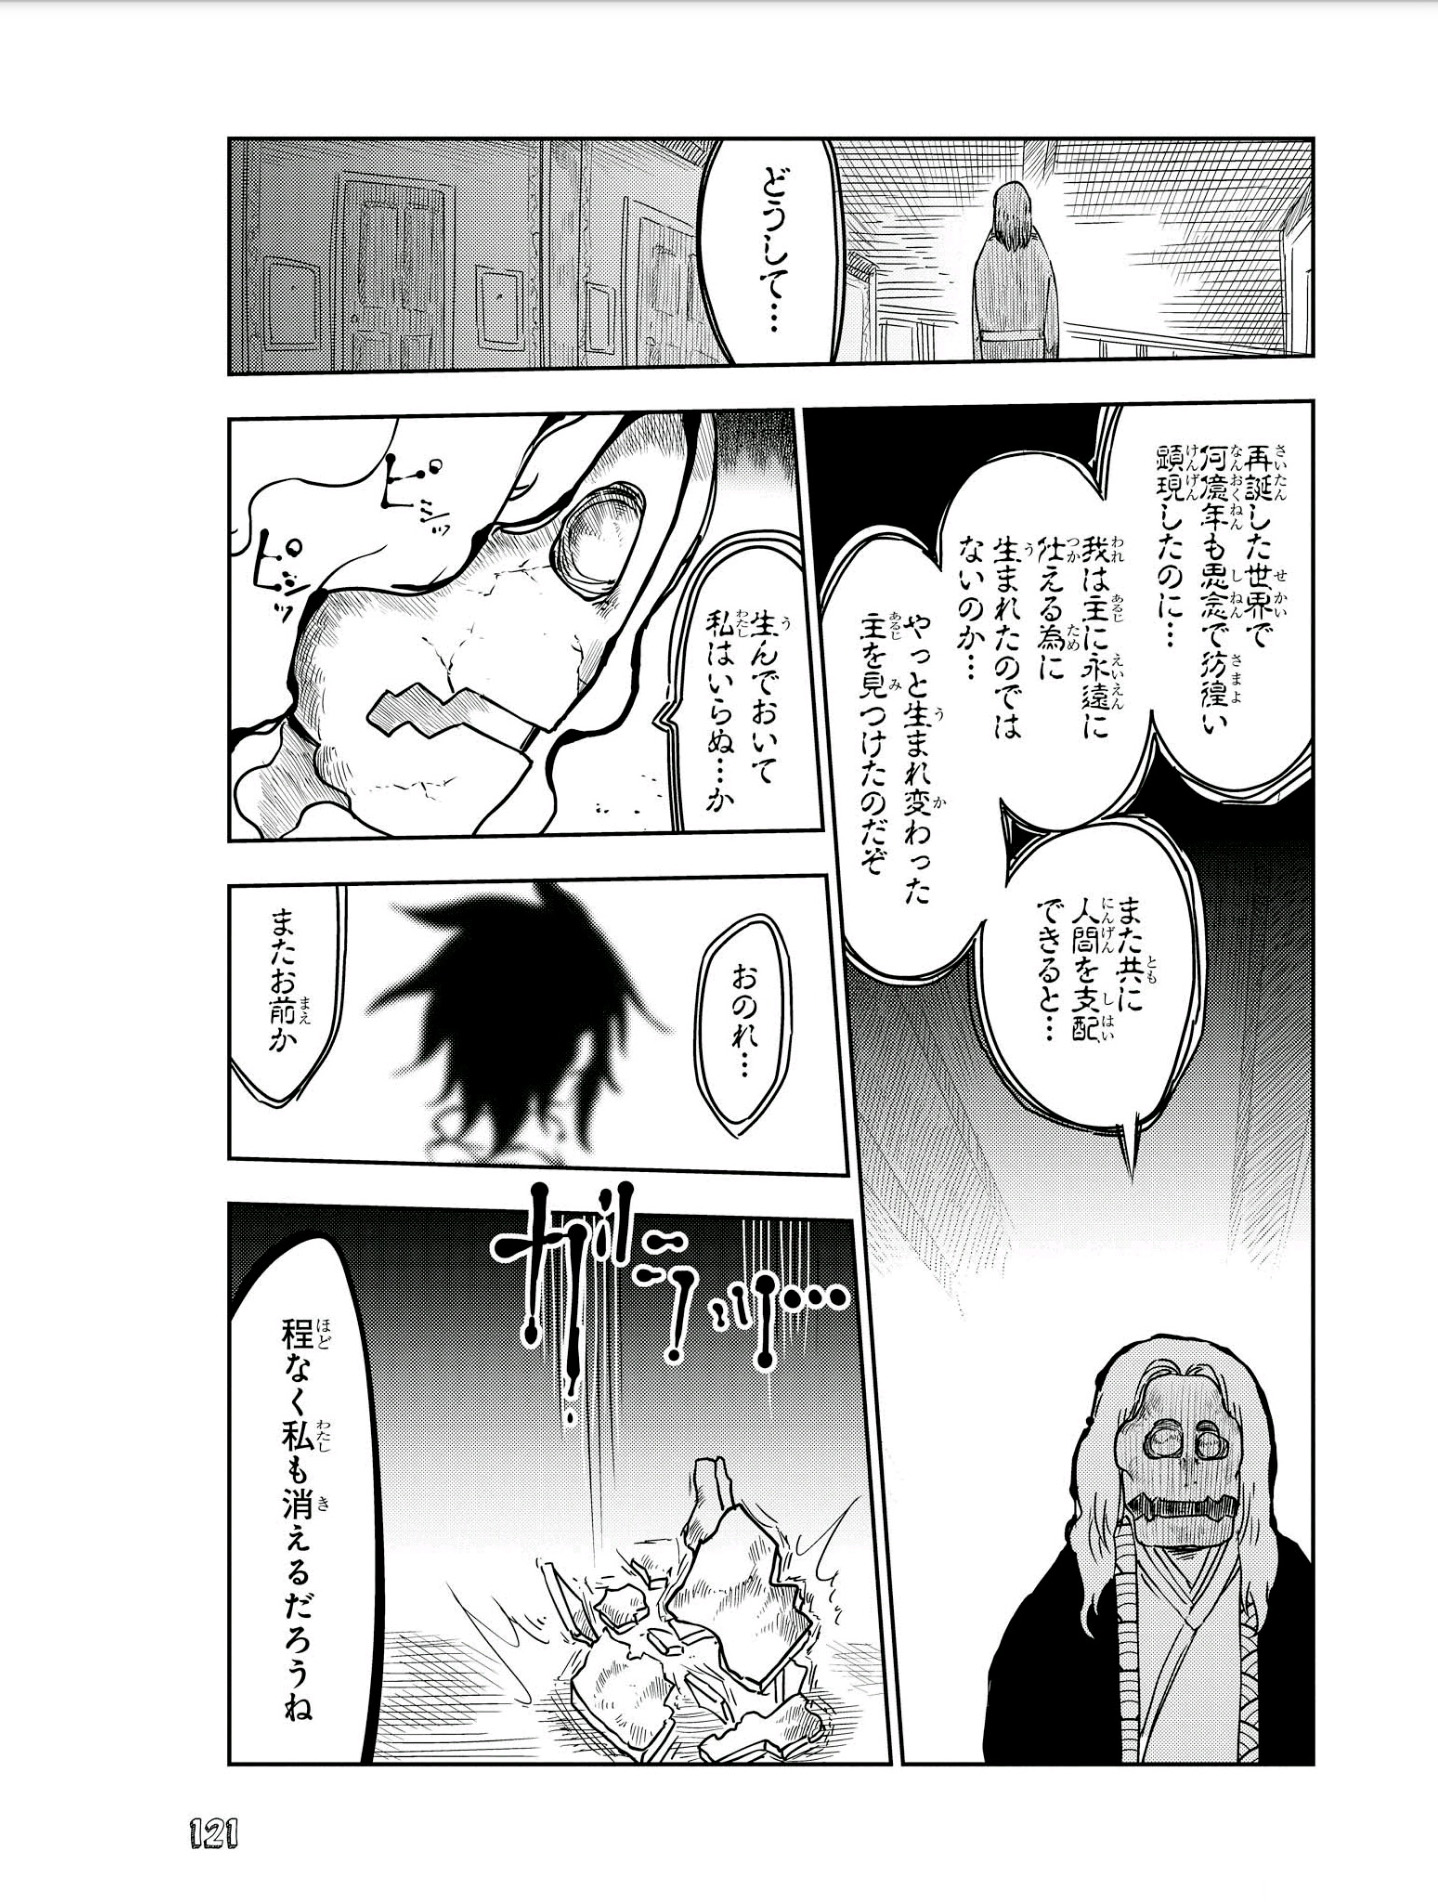 どうして…
再誕した世界で
何億年も思念で彷徨い
顕現したのに…
我は主に永遠に
仕える為に
生まれたのでは
ないのか…
やっと生まれ変わった
主を見つけたのだぞ
また共に
人間を支配
できると…
生んでおいて
私はいらぬ…か
ピシ
ピシッ
おのれ…
またお前か
ガシャーン…
程なく私も消えるだろうね
121